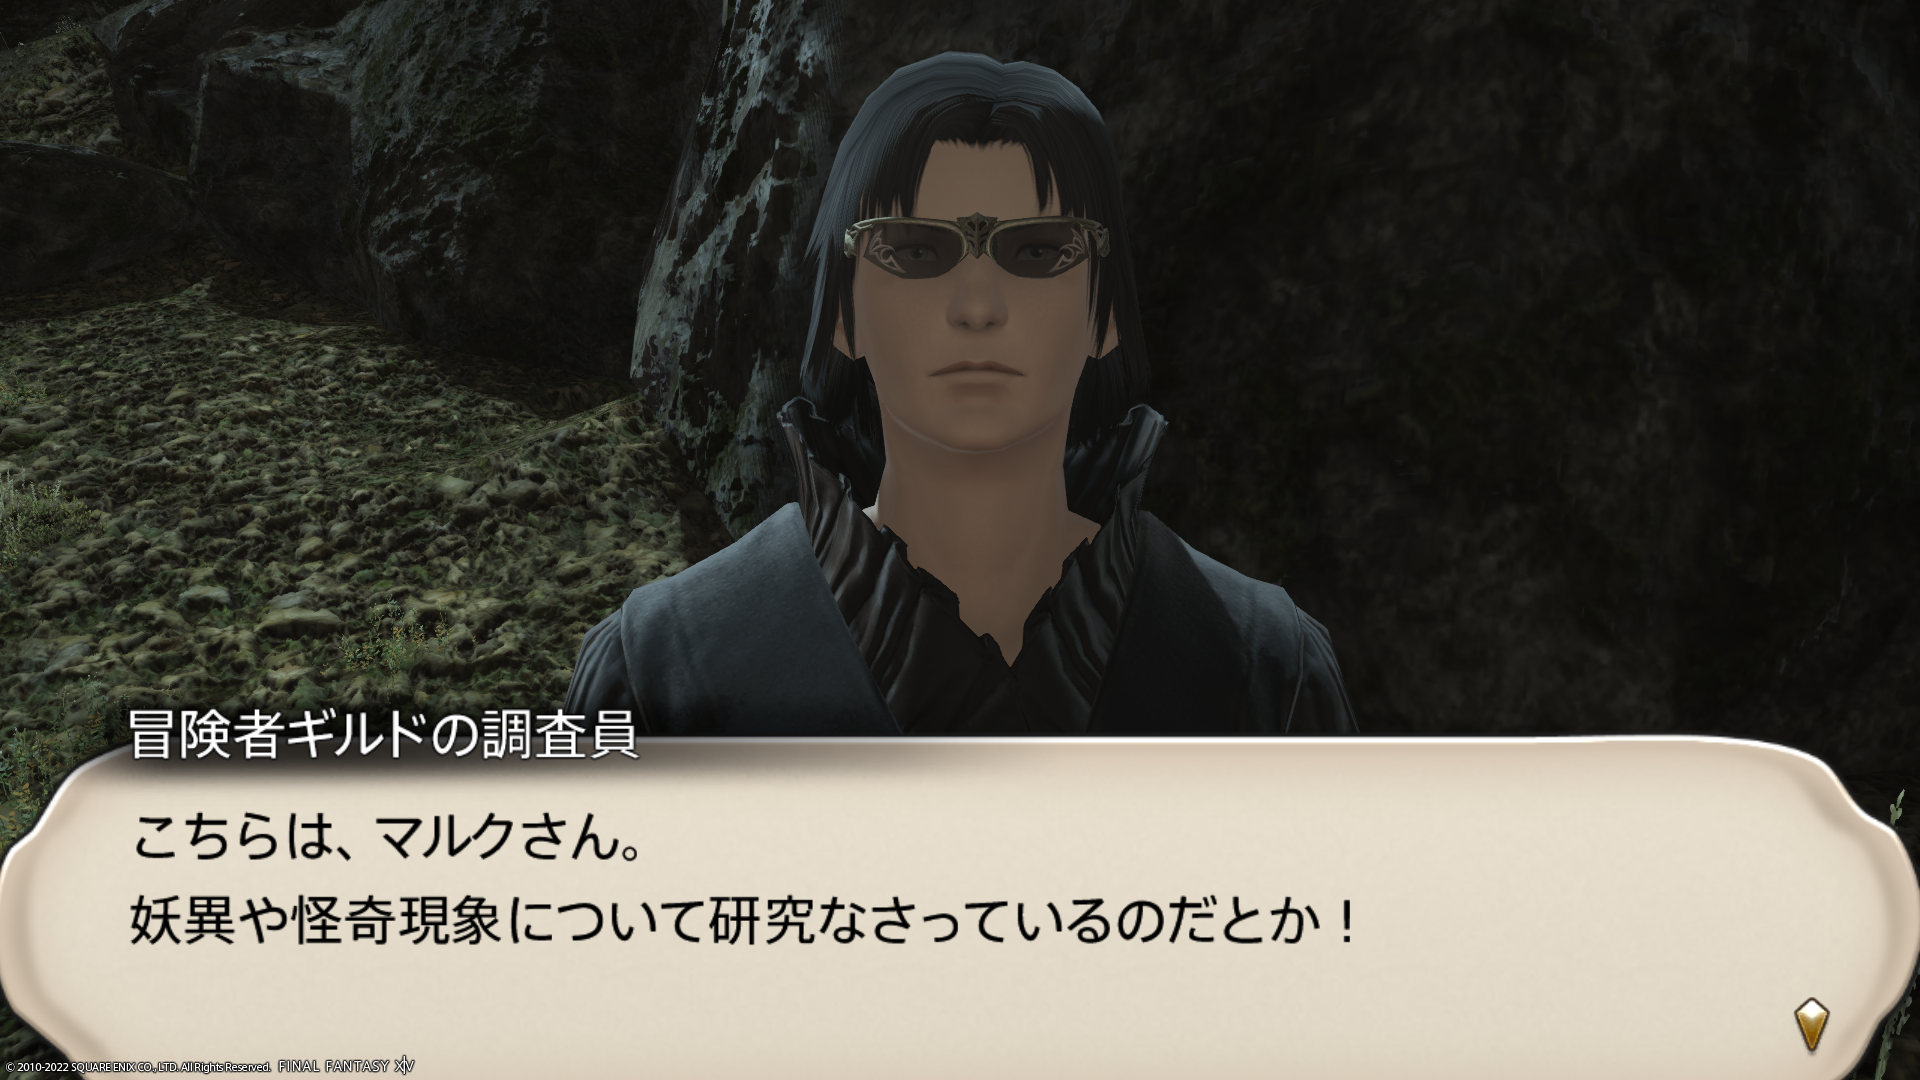 冒険者ギルドの調査員
こちらは、マルクさん。
妖異や怪奇現象について研究なさっているのだとか！
© 2010-2022 SQUARE ENIX CO., LTD. All Rights Reserved. FINAL FANTASY XIV